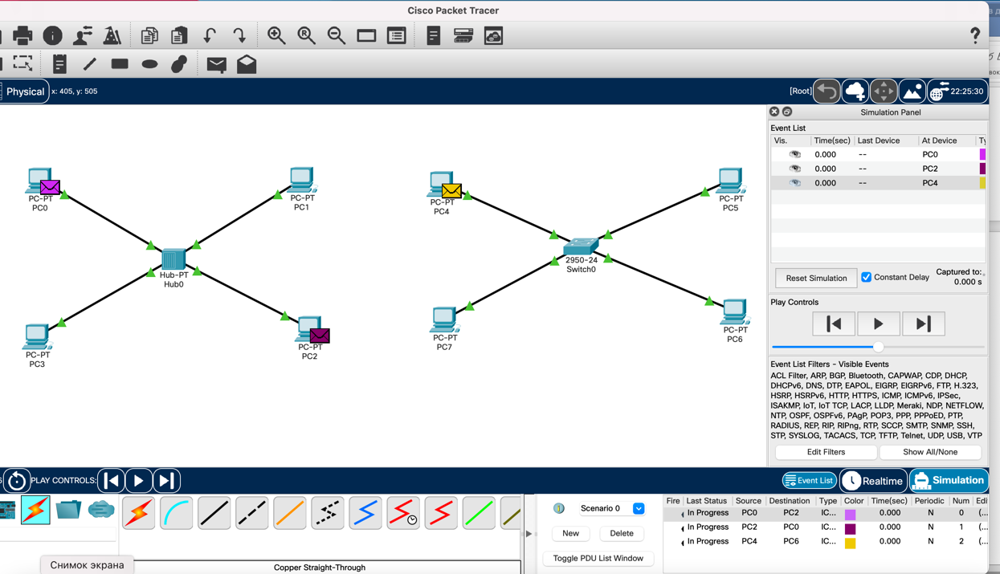 Cisco Packet Tracer
?
Physical x: 405, y: 505
[Root] 22:25:30
Simulation Panel
Event List
Vis. Time(sec) Last Device At Device Ty
0.000 -- PC0
0.000 -- PC2
0.000 -- PC4
PC-PT
PC0
PC-PT
PC1
Hub-PT
Hub0
PC-PT
PC3
PC-PT
PC2
PC-PT
PC4
PC-PT
PC5
2950-24
Switch0
PC-PT
PC7
PC-PT
PC6
Reset Simulation Constant Delay Captured to:
0.000 s
Play Controls
Event List Filters - Visible Events
ACL Filter, ARP, BGP, Bluetooth, CAPWAP, CDP, DHCP,
DHCPv6, DNS, DTP, EAPOL, EIGRP, EIGRPv6, FTP, H.323,
HSRP, HSRPv6, HTTP, HTTPS, ICMP, ICMPv6, IPSec,
ISAKMP, IoT, IoT TCP, LACP, LLDP, Meraki, NDP, NETFLOW,
NTP, OSPF, OSPFv6, PAgP, POP3, PPP, PPPoED, PTP,
RADIUS, REP, RIP, RIPng, RTP, SCCP, SMTP, SNMP, SSH,
STP, SYSLOG, TACACS, TCP, TFTP, Telnet, UDP, USB, VTP
Edit Filters Show All/None
PLAY CONTROLS: Event List Realtime Simulation
Scenario 0
New Delete
Toggle PDU List Window
Fire Last Status Source Destination Type Color Time(sec) Periodic Num Edi
In Progress PC0 PC2 IC... 0.000 N 0 (...
In Progress PC2 PC0 IC... 0.000 N 1 (...
In Progress PC4 PC6 IC... 0.000 N 2 (...
Снимок экрана
Copper Straight-Through